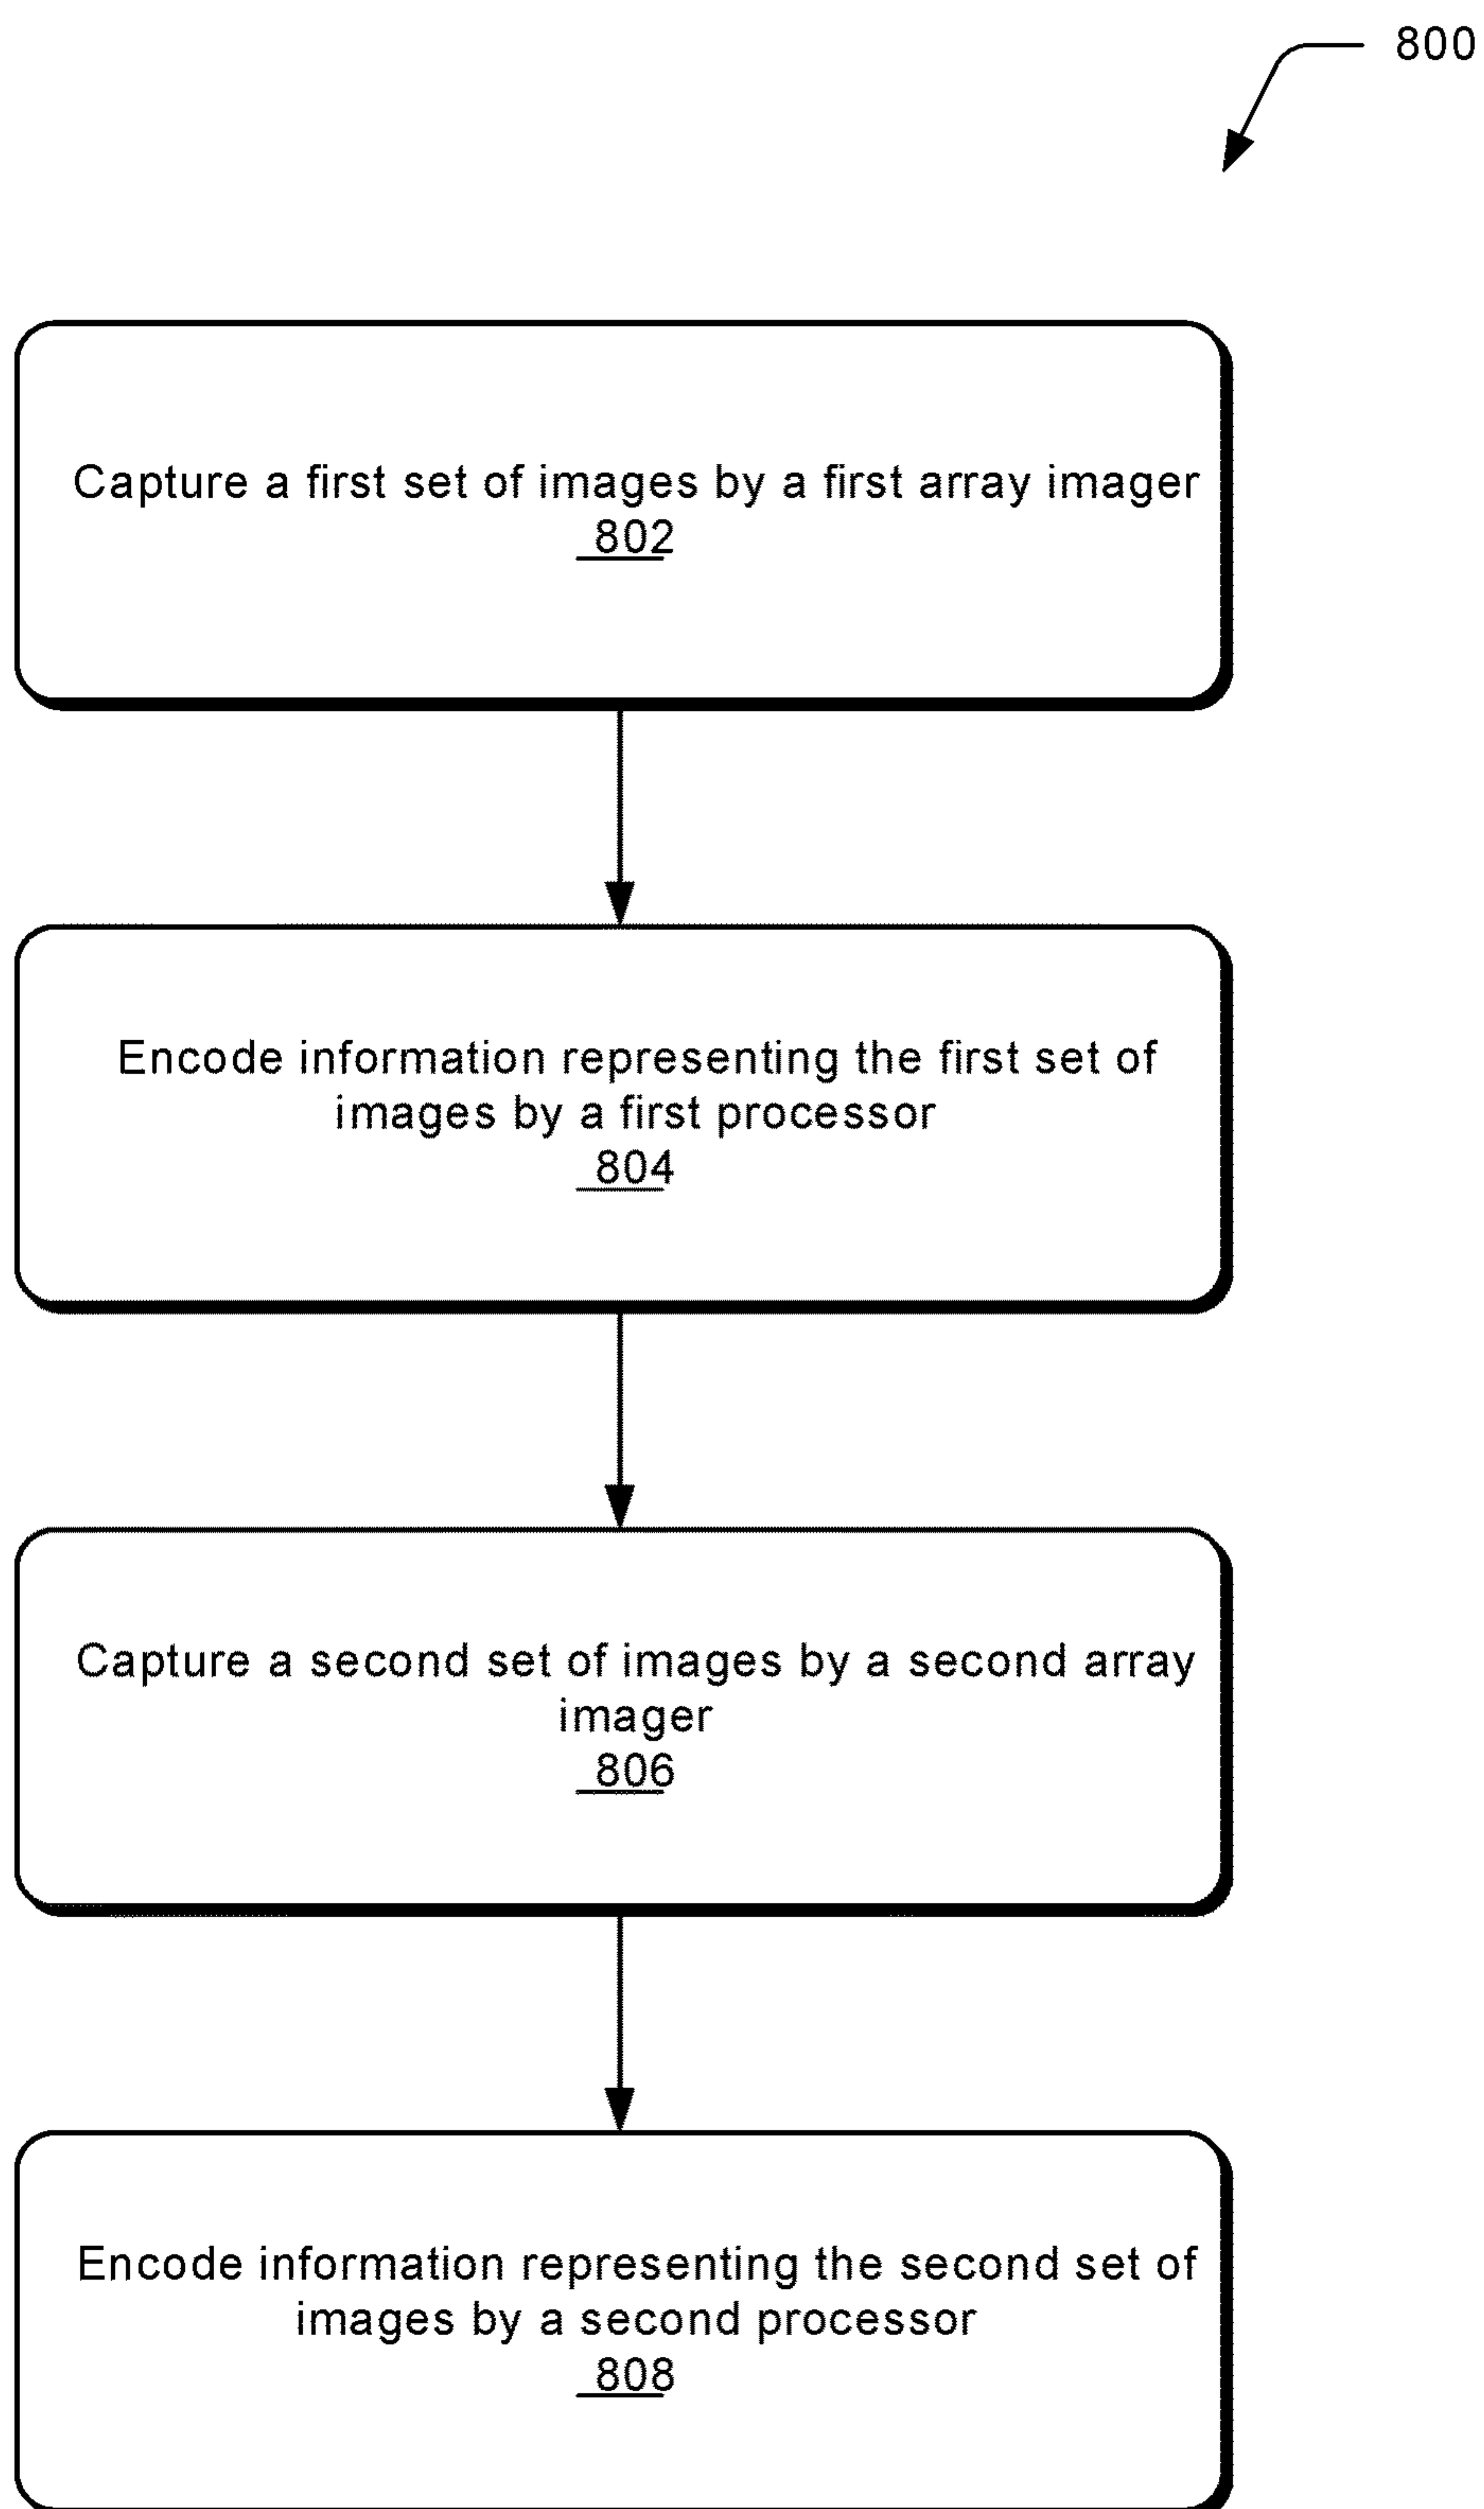 800
Capture a first set of images by a first array imager
802
Encode information representing the first set of
images by a first processor
804
Capture a second set of images by a second array
imager
806
Encode information representing the second set of
images by a second processor
808